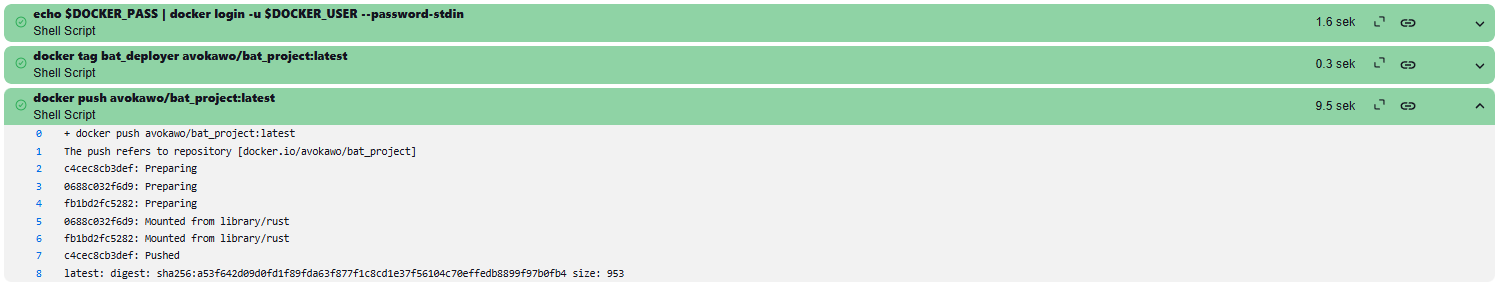 echo $DOCKER_PASS | docker login -u $DOCKER_USER --password-stdin
Shell Script
1.6 sek
docker tag bat_deployer avokawo/bat_project:latest
Shell Script
0.3 sek
docker push avokawo/bat_project:latest
Shell Script
9.5 sek
0 + docker push avokawo/bat_project:latest
1 The push refers to repository [docker.io/avokawo/bat_project]
2 c4cec8cb3def: Preparing
3 0688c032f6d9: Preparing
4 fb1bd2fc5282: Preparing
5 0688c032f6d9: Mounted from library/rust
6 fb1bd2fc5282: Mounted from library/rust
7 c4cec8cb3def: Pushed
8 latest: digest: sha256:a53f642d09d0fd1f89fda63f877f1c8cd1e37f56104c70effedb8899f97b0fb4 size: 953